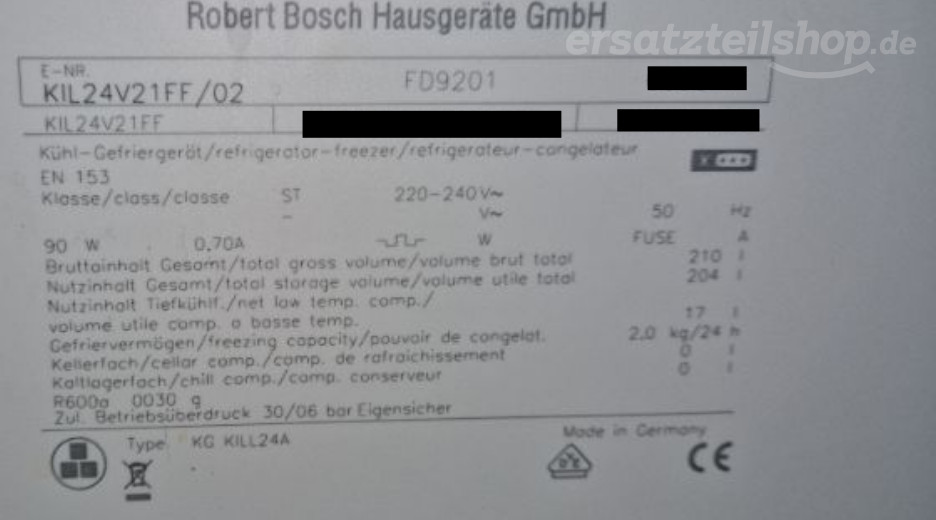 Robert Bosch Hausgeräte GmbH
ersatzteilshop.de
E-NR. KIL24V21FF/02 FD9201
KIL24V21FF
Kühl-Gefriergerät/refrigerator-freezer/refrigerateur-congelateur
EN 153
Klasse/class/classe ST 220-240V~
- V~
50 Hz
90 W 0.70A W FUSE A
Bruttoinhalt Gesamt/total gross volume/volume brut total 210 l
Nutzinhalt Gesamt/total storage volume/volume utile total 204 l
Nutzinhalt Tiefkühlf./net low temp. comp./
volume utile comp. a basse temp. 17 l
Gefriervermögen/freezing capacity/pouvoir de congelat. 2.0 kg/24 h
Kellerfach/cellar comp./comp. de rafraichissement 0 l
Kaltlagerfach/chill comp./comp. conserveur 0 l
R600a 0030 g
Zul. Betriebsüberdruck 30/06 bar Eigensicher
Type KG KILL24A
Made in Germany
CE